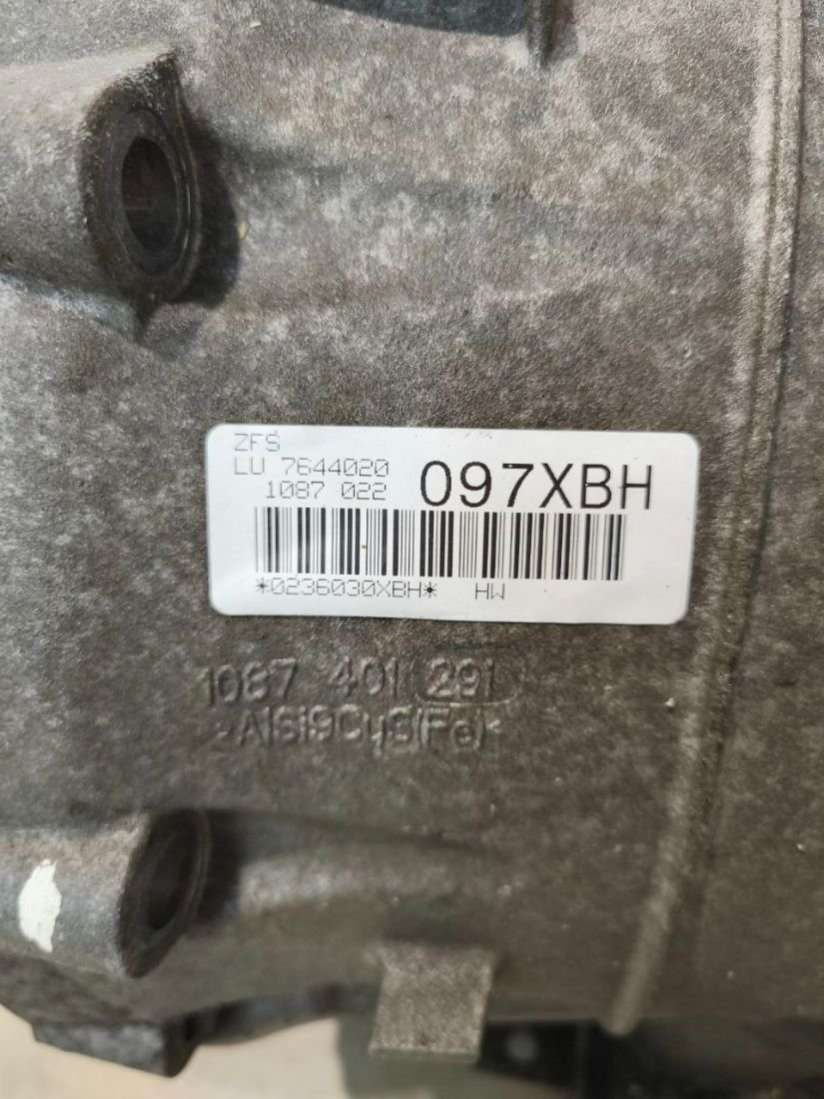 ZFS
LU 7644020
1087 022
097XBH
*0236030XBH* HW
1087 401 291
-AlSi9Cu3(Fe)-